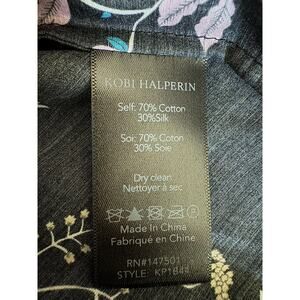 KOBI HALPERIN
Self: 70% Cotton
30%Silk
Soi: 70% Coton
30% Soie
Dry clean
Nettoyer à sec
Made In China
Fabriqué en Chine
RN#147501
STYLE: KP1644